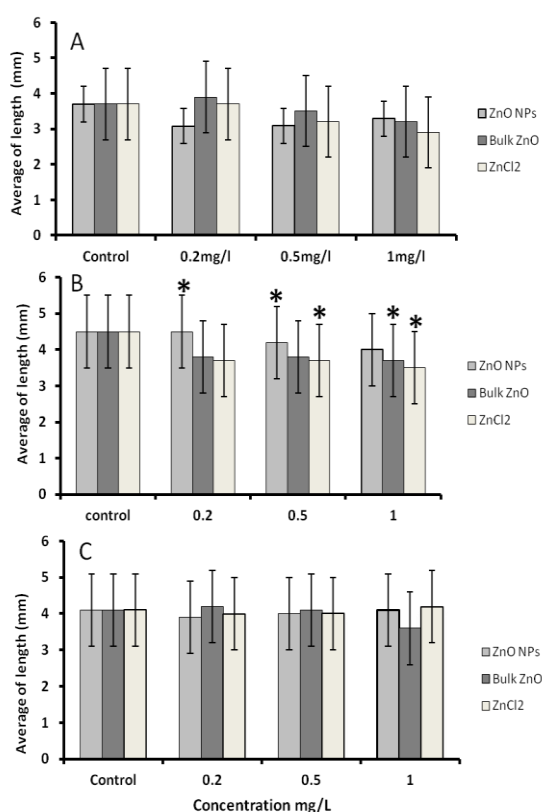 A
Average of length (mm)
6
5
4
3
2
1
0
Control 0.2mg/l 0.5mg/l 1mg/l
ZnO NPs
Bulk ZnO
ZnCl2
B
Average of length (mm)
6
5
4
3
2
1
0
* * * * *
control 0.2 0.5 1
ZnO NPs
Bulk ZnO
ZnCl2
C
Average of length (mm)
6
5
4
3
2
1
0
Control 0.2 0.5 1
Concentration mg/L
ZnO NPs
Bulk ZnO
ZnCl2